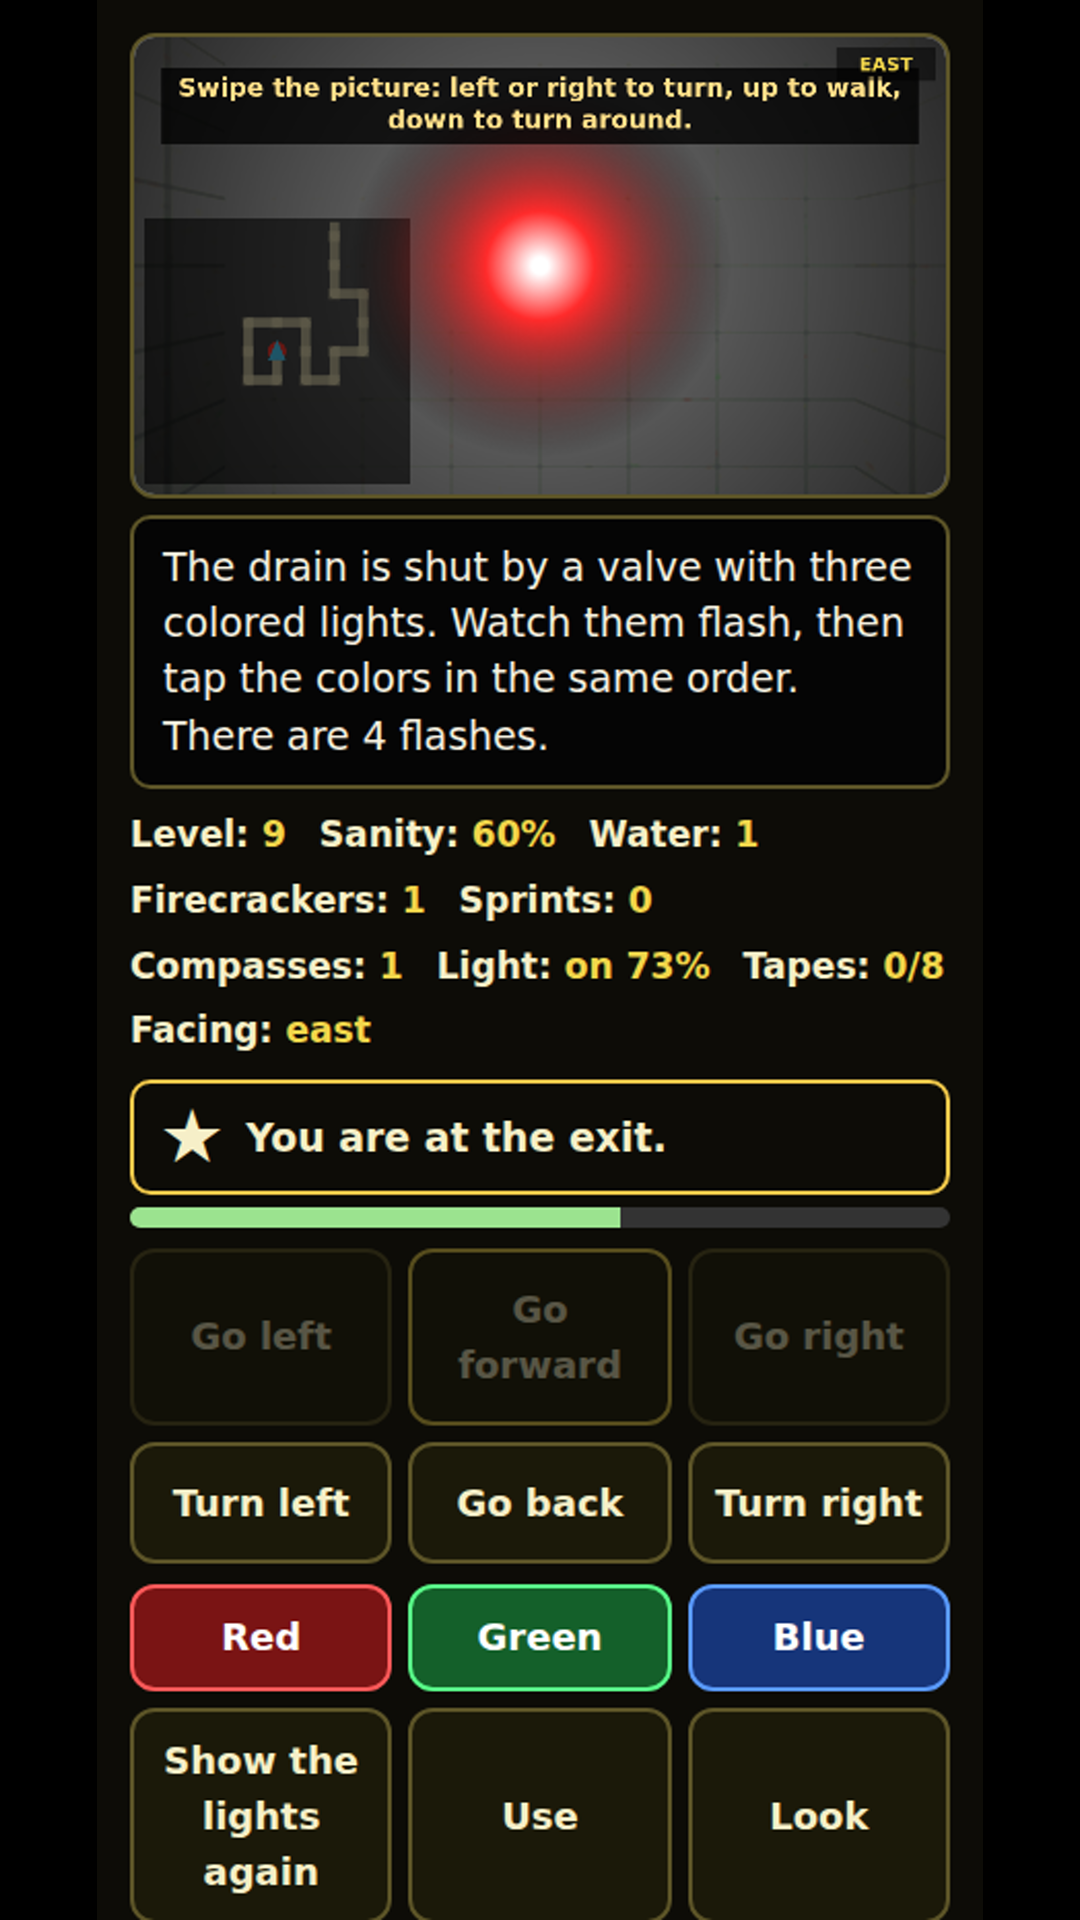 EAST
Swipe the picture: left or right to turn, up to walk,
down to turn around.
The drain is shut by a valve with three
colored lights. Watch them flash, then
tap the colors in the same order.
There are 4 flashes.
Level: 9 Sanity: 60% Water: 1
Firecrackers: 1 Sprints: 0
Compasses: 1 Light: on 73% Tapes: 0/8
Facing: east
★ You are at the exit.
Go left
Go
forward
Go right
Turn left
Go back
Turn right
Red
Green
Blue
Show the
lights
again
Use
Look